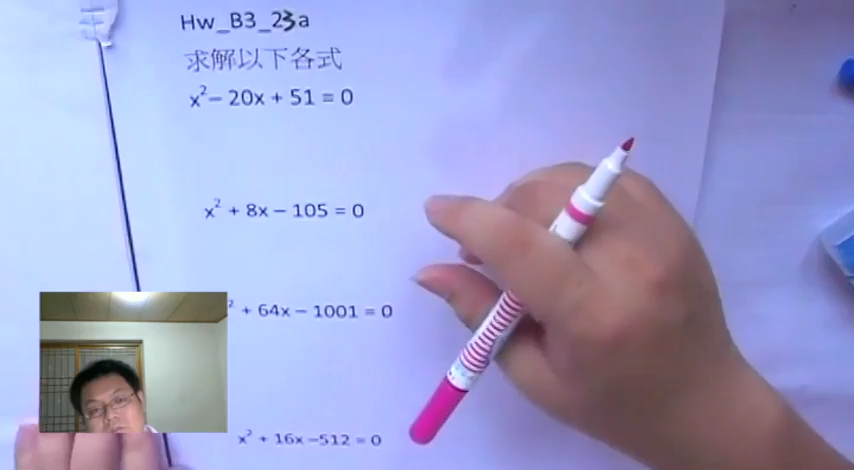 Hw_B3_23a
求解以下各式
x² − 20x + 51 = 0
x² + 8x − 105 = 0
² + 64x − 1001 = 0
x² + 16x −512 = 0